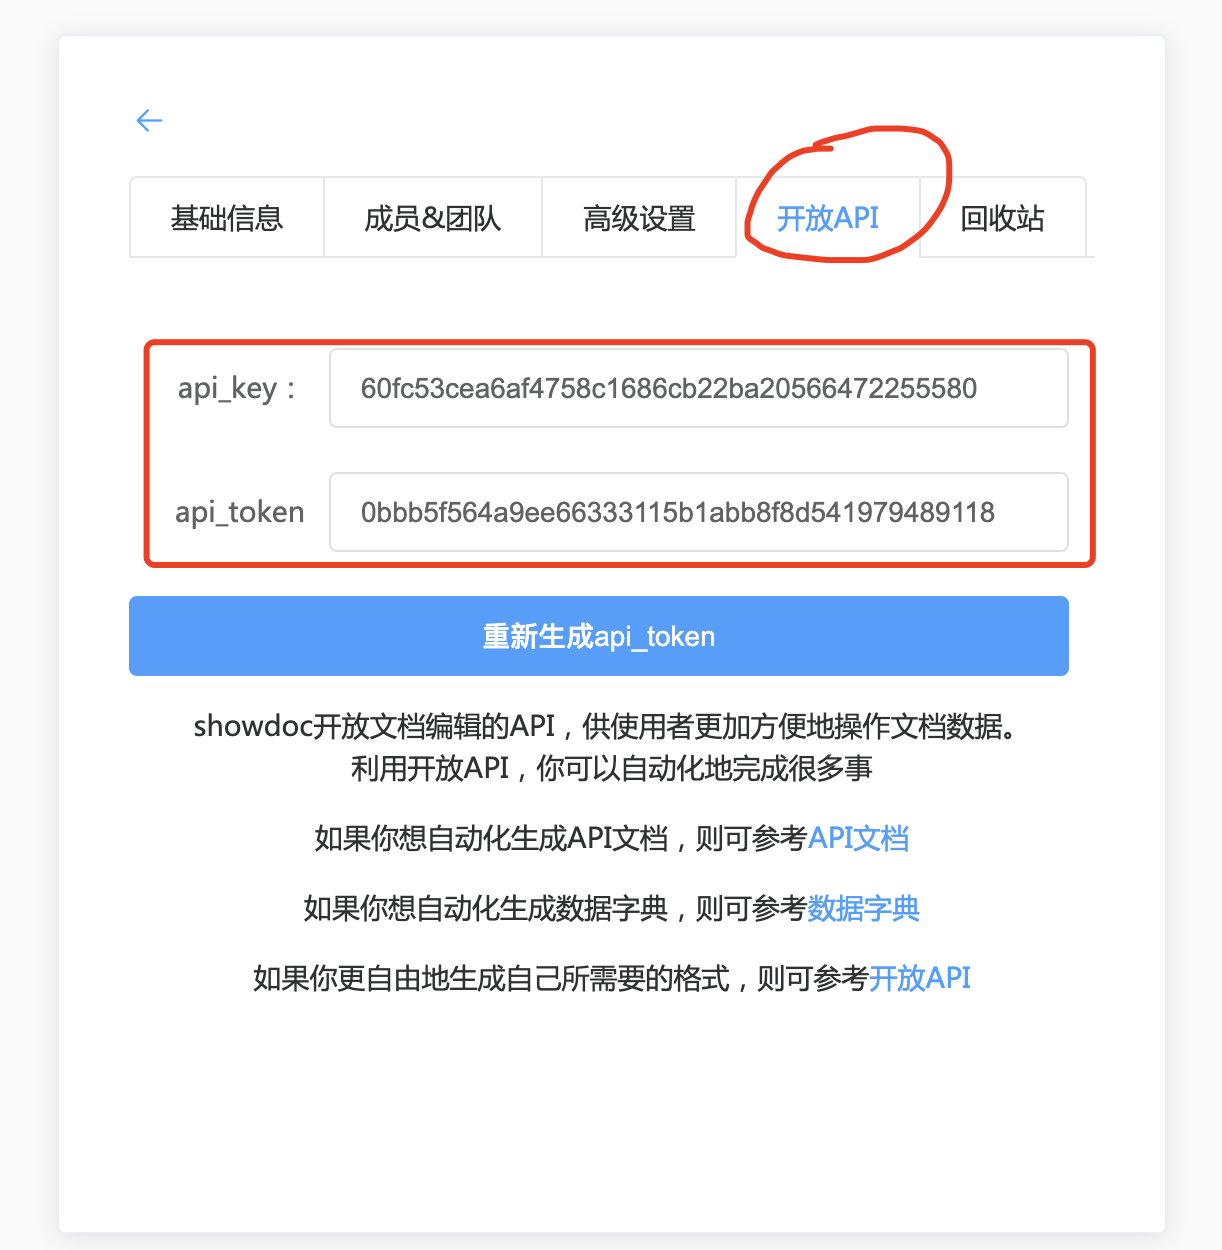 基础信息
成员&团队
高级设置
开放API
回收站
api_key：
60fc53cea6af4758c1686cb22ba20566472255580
api_token
0bbb5f564a9ee66333115b1abb8f8d541979489118
重新生成api_token
showdoc开放文档编辑的API，供使用者更加方便地操作文档数据。
利用开放API，你可以自动化地完成很多事
如果你想自动化生成API文档，则可参考API文档
如果你想自动化生成数据字典，则可参考数据字典
如果你更自由地生成自己所需要的格式，则可参考开放API